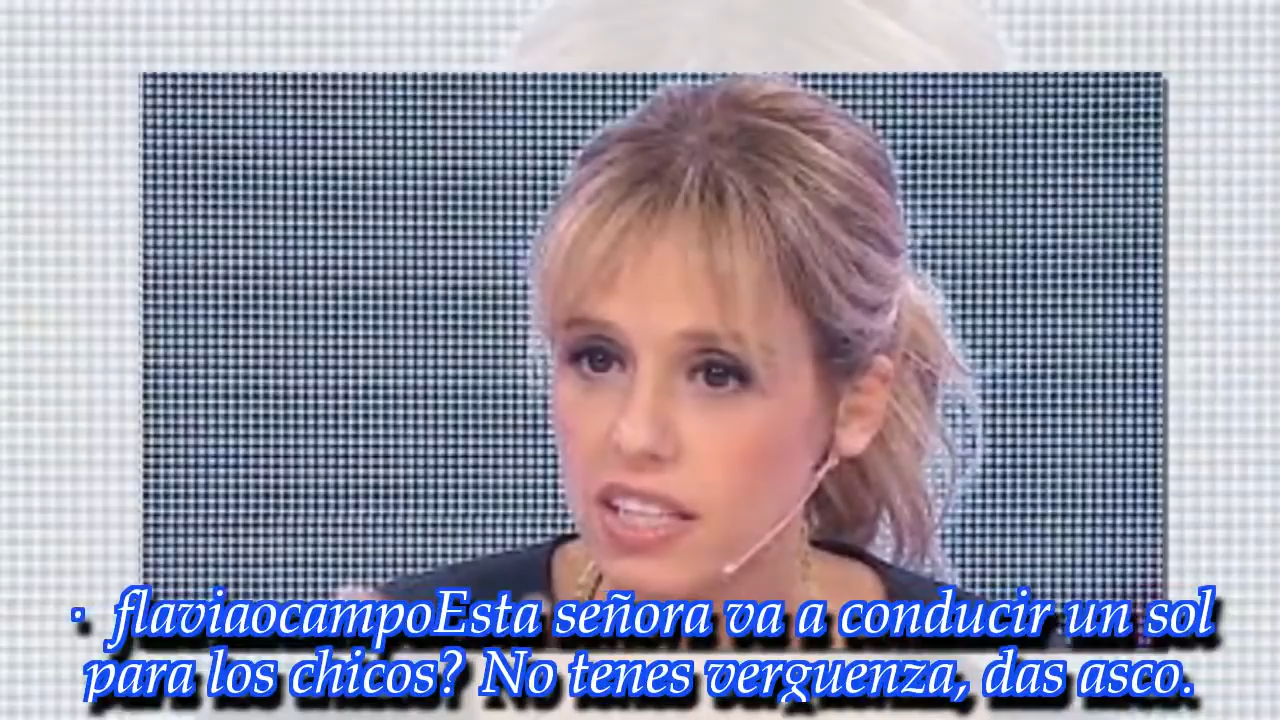 · flaviaocampoEsta señora va a conducir un sol
para los chicos? No tenes verguenza, das asco.